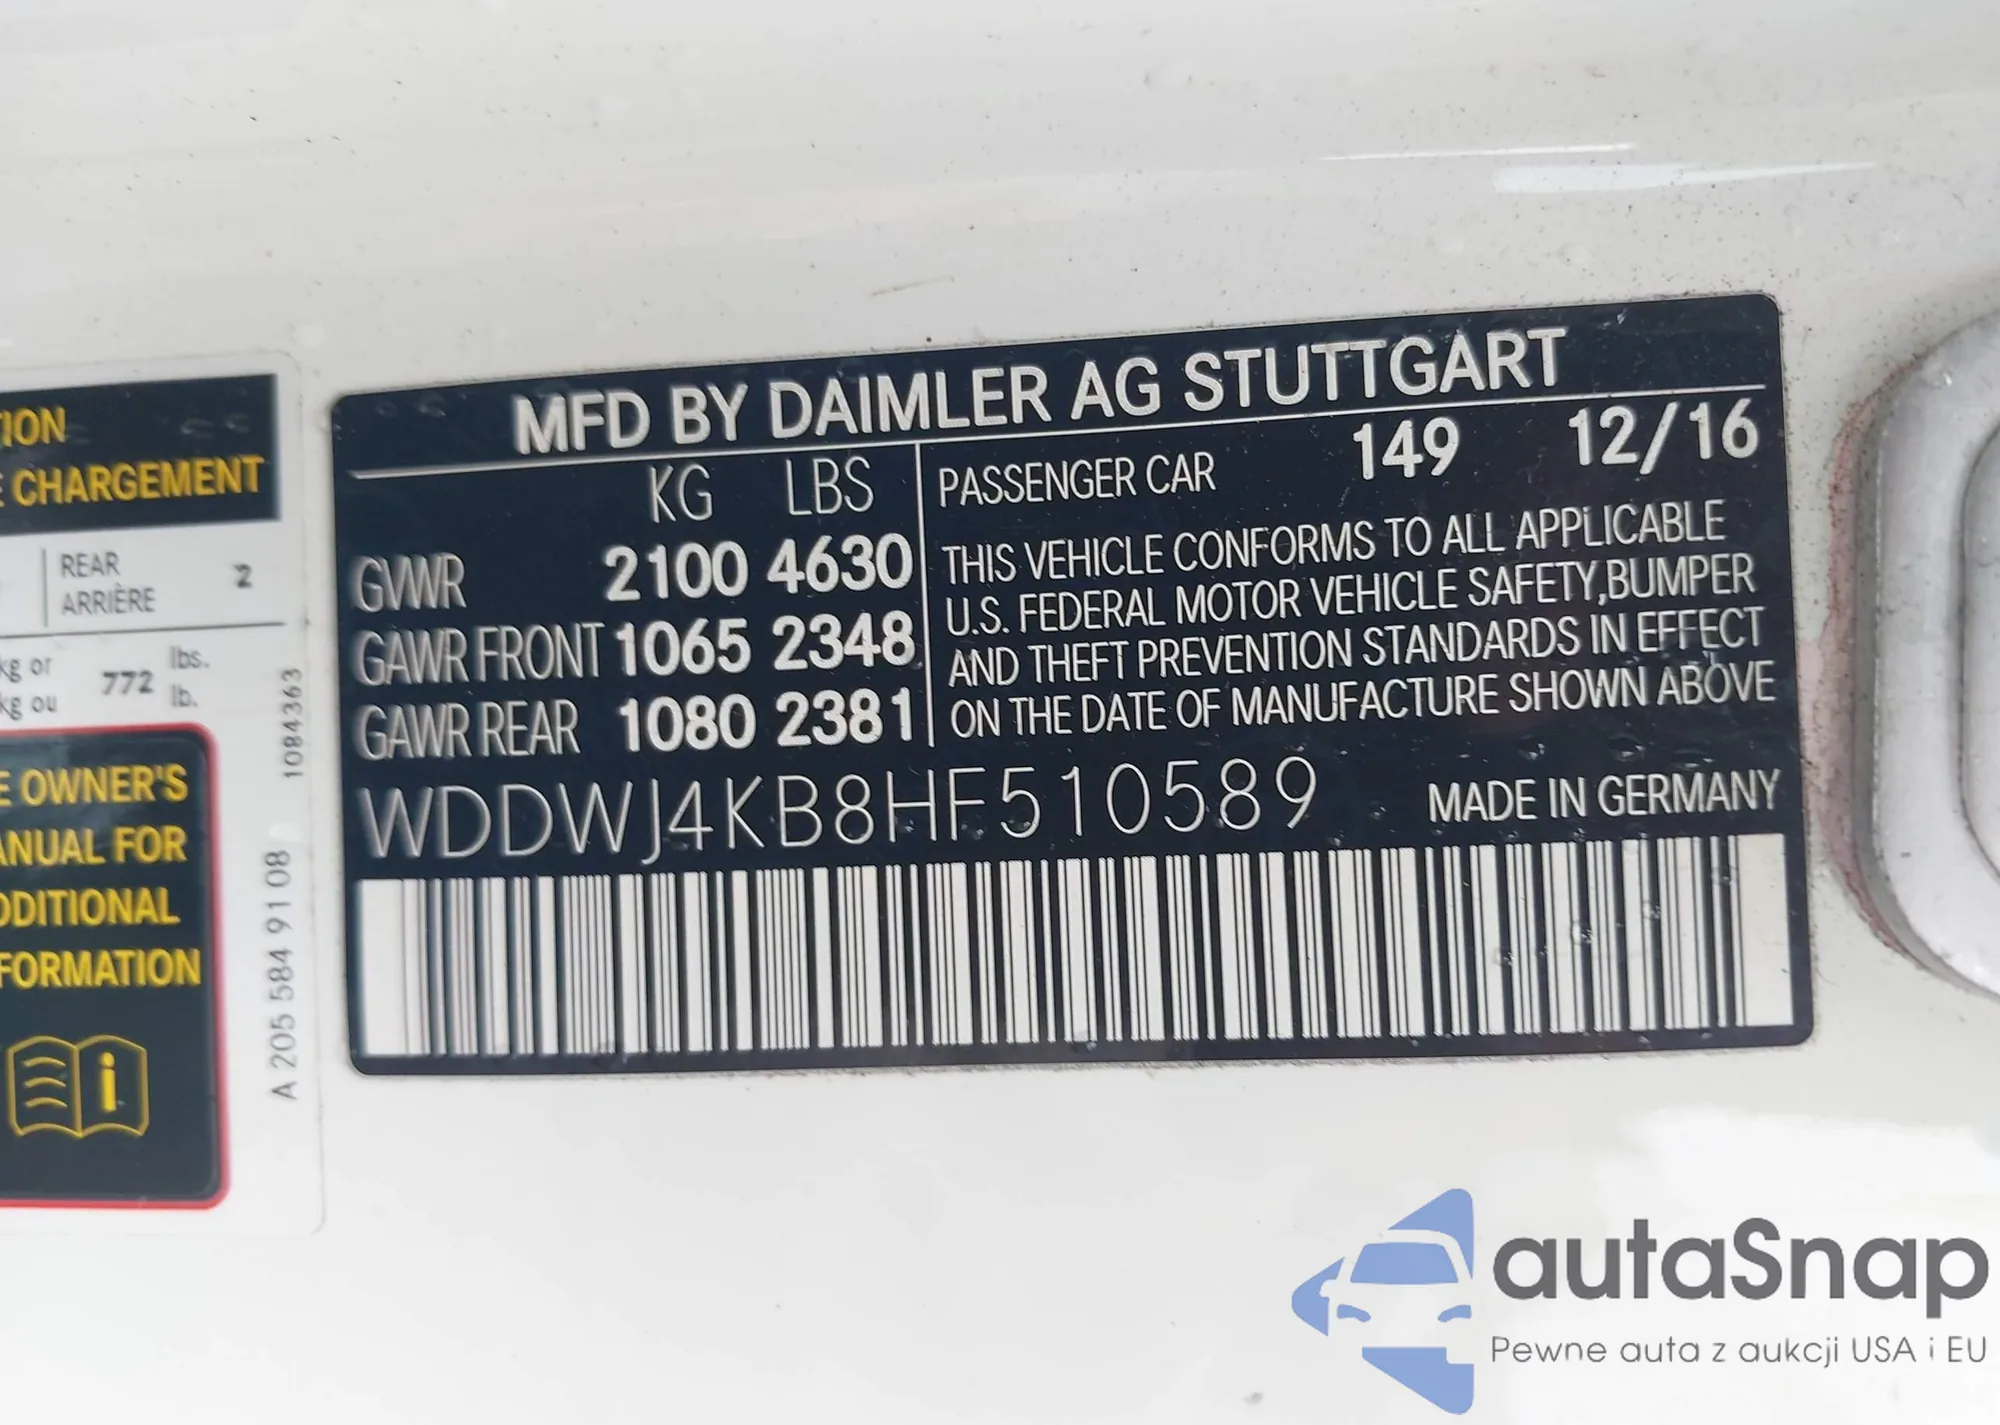 MFD BY DAIMLER AG STUTTGART
KG LBS
GVWR 2100 4630
GAWR FRONT 1065 2348
GAWR REAR 1080 2381
PASSENGER CAR 149 12/16
THIS VEHICLE CONFORMS TO ALL APPLICABLE
U.S. FEDERAL MOTOR VEHICLE SAFETY,BUMPER
AND THEFT PREVENTION STANDARDS IN EFFECT
ON THE DATE OF MANUFACTURE SHOWN ABOVE
WDDWJ4KB8HF510589 MADE IN GERMANY
ION
E CHARGEMENT
REAR
ARRIÈRE 2
kg or
kg ou 772 lbs.
lb.
E OWNER'S
ANUAL FOR
DDITIONAL
FORMATION
i
A 205 584 91 08 1084363
autaSnap
Pewne auta z aukcji USA i EU